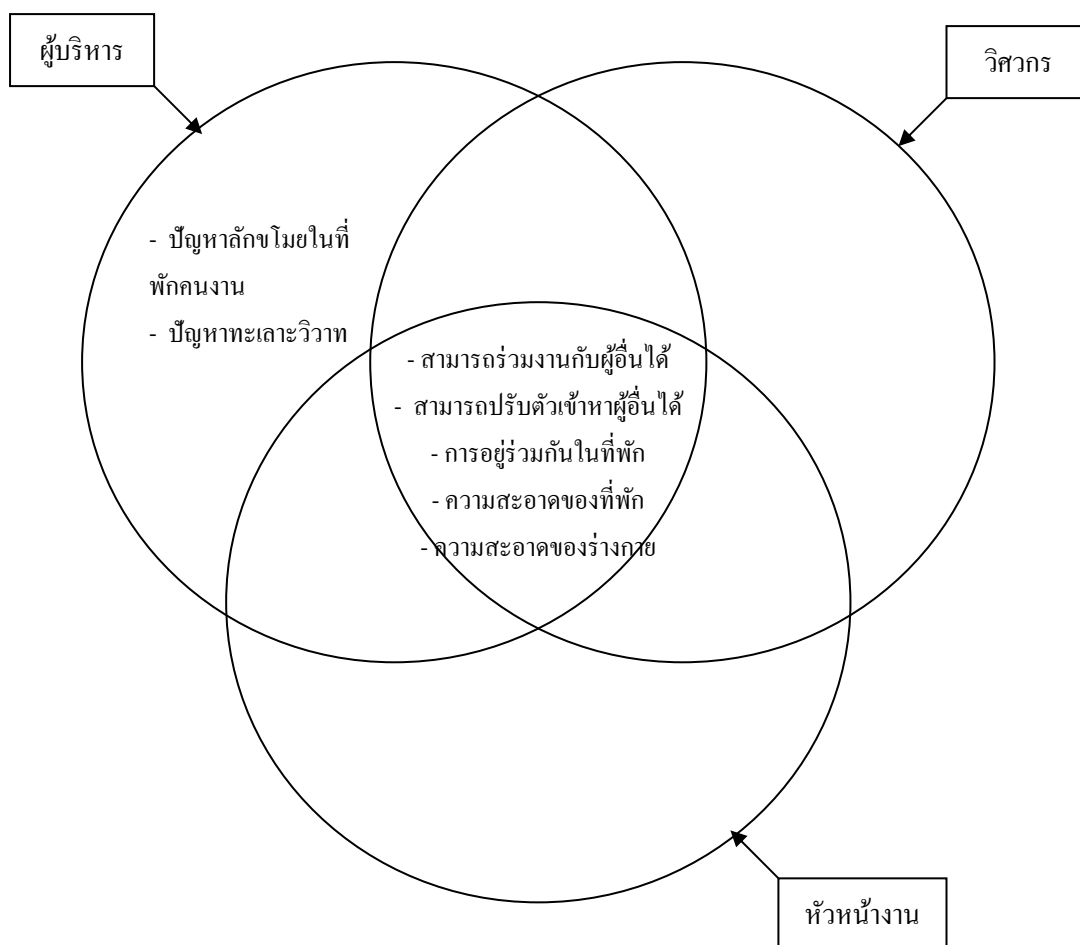 ผู้บริหาร
วิศวกร
- ปัญหาลักขโมยในที่
พักคนงาน
- ปัญหาทะเลาะวิวาท
- สามารถร่วมงานกับผู้อื่นได้
- สามารถปรับตัวเข้าหาผู้อื่นได้
- การอยู่ร่วมกันในที่พัก
- ความสะอาดของที่พัก
- ความสะอาดของร่างกาย
หัวหน้างาน